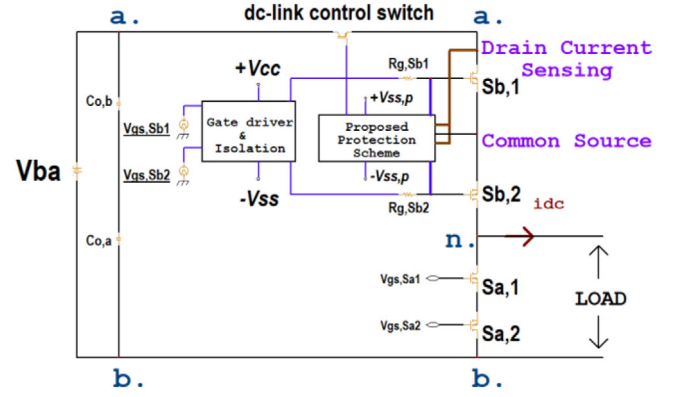 dc-link control switch
a.
a.
Drain Current
Sensing
+Vcc
Rg,Sb1
Sb,1
Co,b
+Vss,p
Vgs,Sb1
Gate driver
&
Isolation
Proposed
Protection
Scheme
Common Source
Vba
Vgs,Sb2
-Vss
-Vss,p
Rg,Sb2
Sb,2
idc
Co,a
n.
Vgs,Sa1
Sa,1
LOAD
Vgs,Sa2
Sa,2
b.
b.